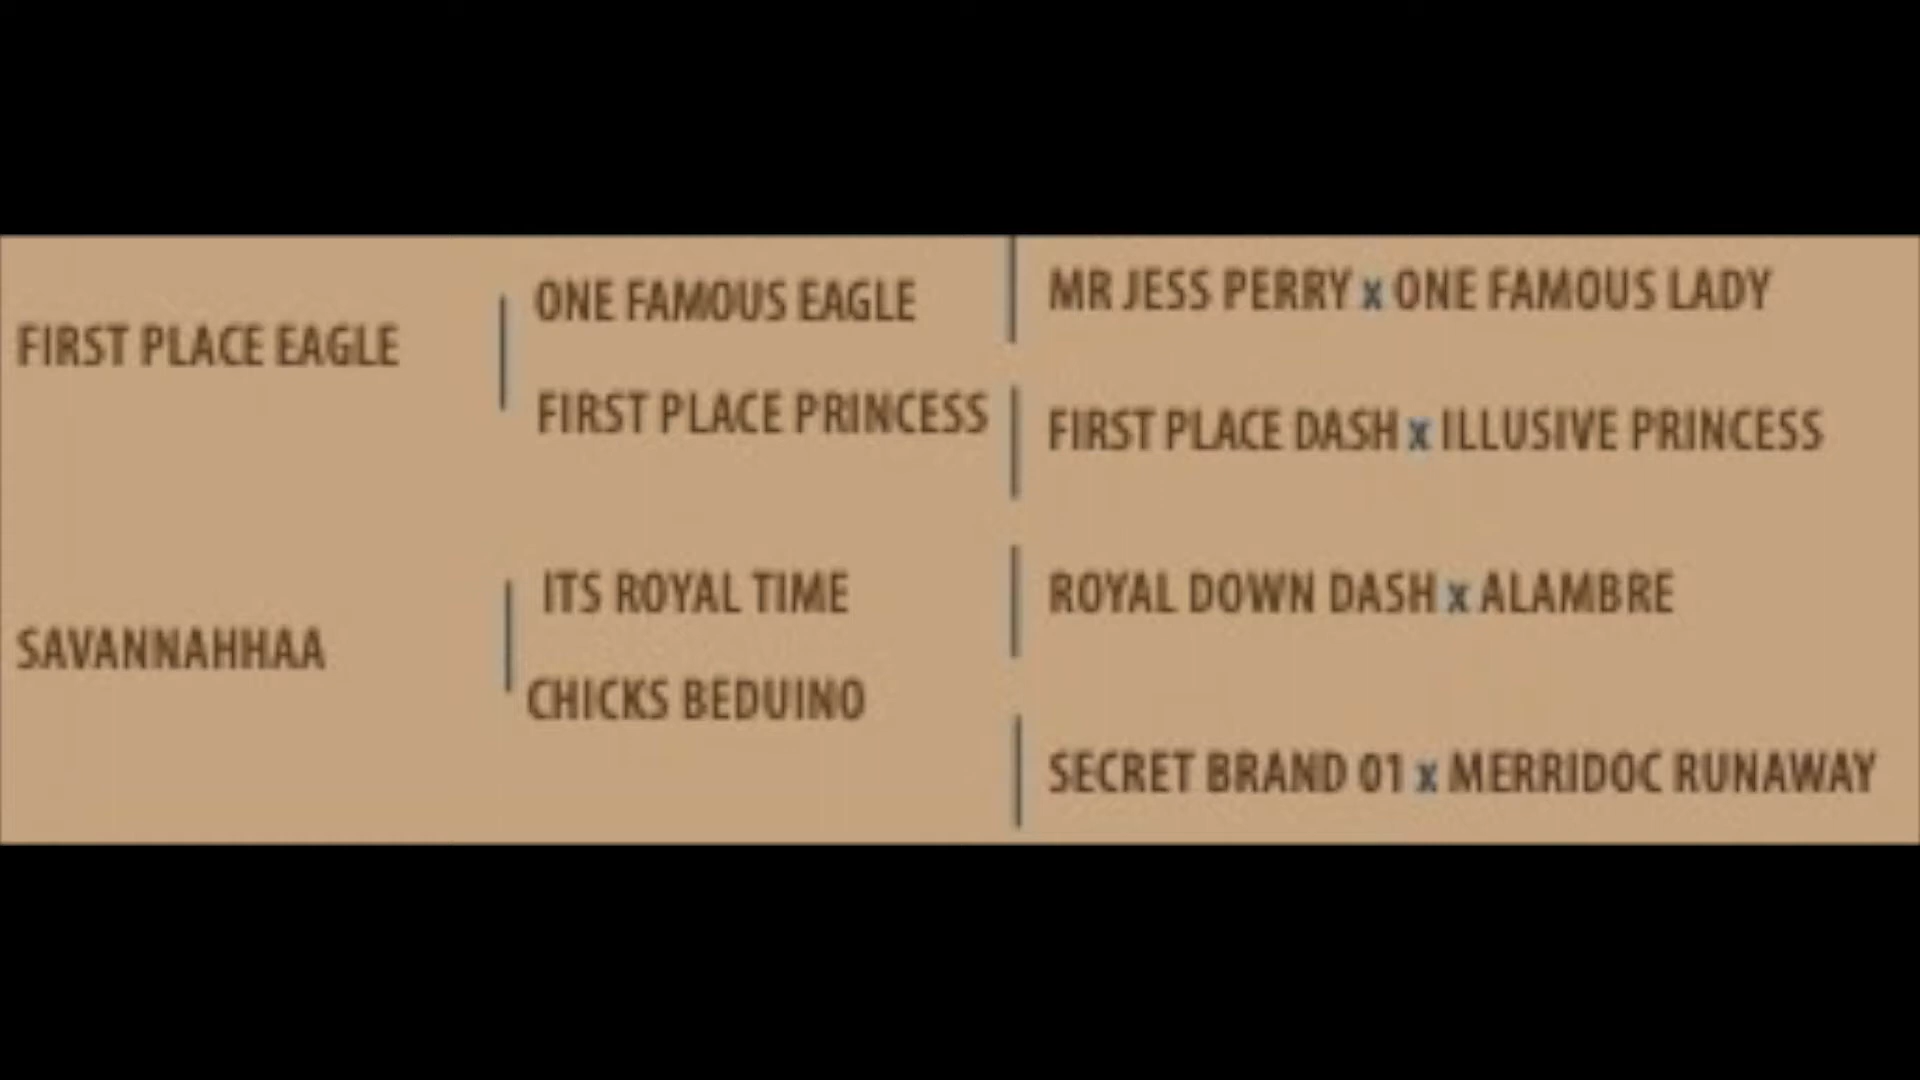 FIRST PLACE EAGLE
ONE FAMOUS EAGLE
FIRST PLACE PRINCESS
MR JESS PERRY x ONE FAMOUS LADY
FIRST PLACE DASH x ILLUSIVE PRINCESS
SAVANNAHHAA
ITS ROYAL TIME
CHICKS BEDUINO
ROYAL DOWN DASH x ALAMBRE
SECRET BRAND 01 x MERRIDOC RUNAWAY